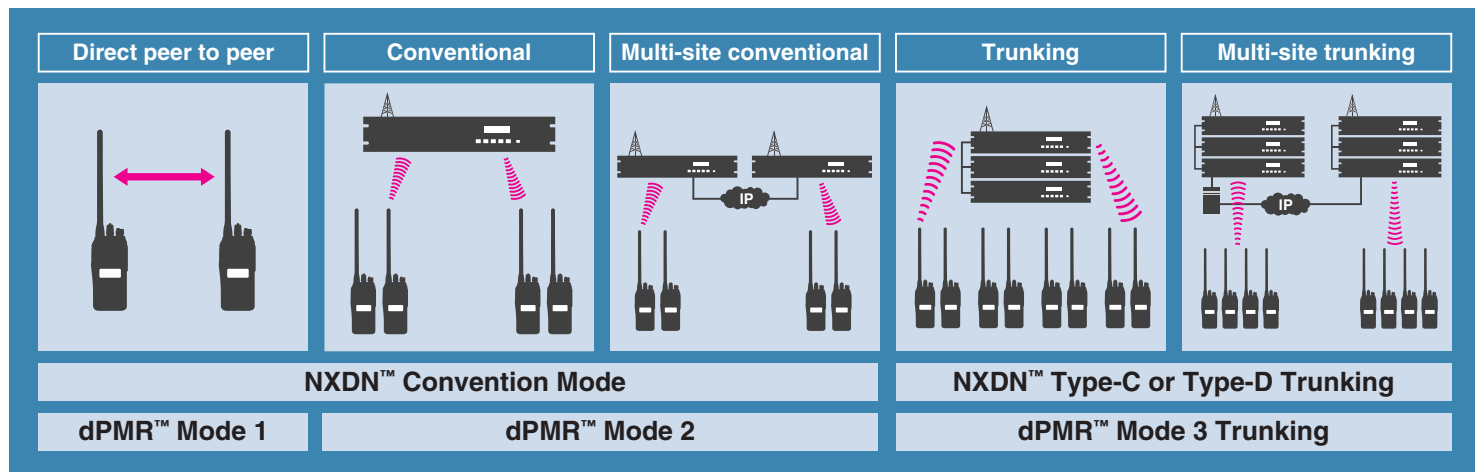 Direct peer to peer
Conventional
Multi-site conventional
Trunking
Multi-site trunking
IP
IP
NXDN™ Convention Mode
NXDN™ Type-C or Type-D Trunking
dPMR™ Mode 1
dPMR™ Mode 2
dPMR™ Mode 3 Trunking